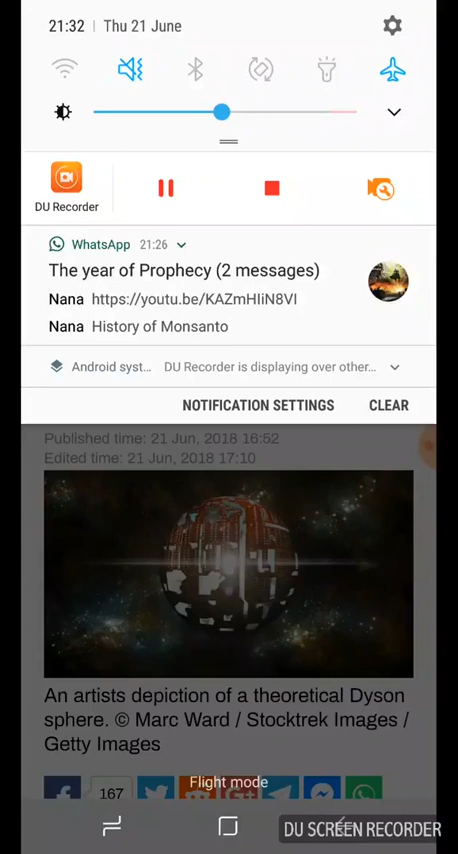 21:32 | Thu 21 June
DU Recorder
WhatsApp 21:26
The year of Prophecy (2 messages)
Nana https://youtu.be/KAZmHIiN8VI
Nana History of Monsanto
Android syst... DU Recorder is displaying over other...
NOTIFICATION SETTINGS CLEAR
Published time: 21 Jun, 2018 16:52
Edited time: 21 Jun, 2018 17:10
An artists depiction of a theoretical Dyson
sphere. © Marc Ward / Stocktrek Images /
Getty Images
167
Flight mode
DU SCREEN RECORDER